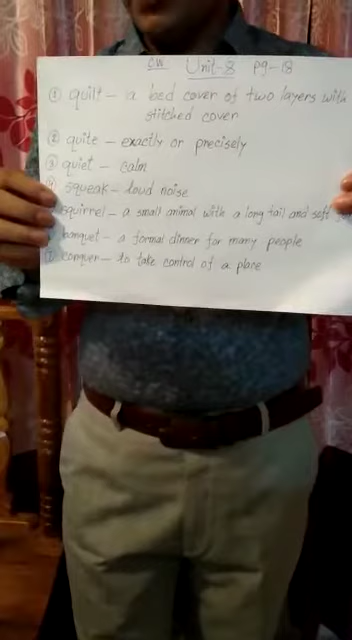 CW Unit-8 Pg-18
① quilt - a bed cover of two layers with
stitched cover
② quite - exactly or precisely
③ quiet - calm
squeak - loud noise
squirrel - a small animal with a long tail and soft
banquet - a formal dinner for many people
conquer - to take control of a place